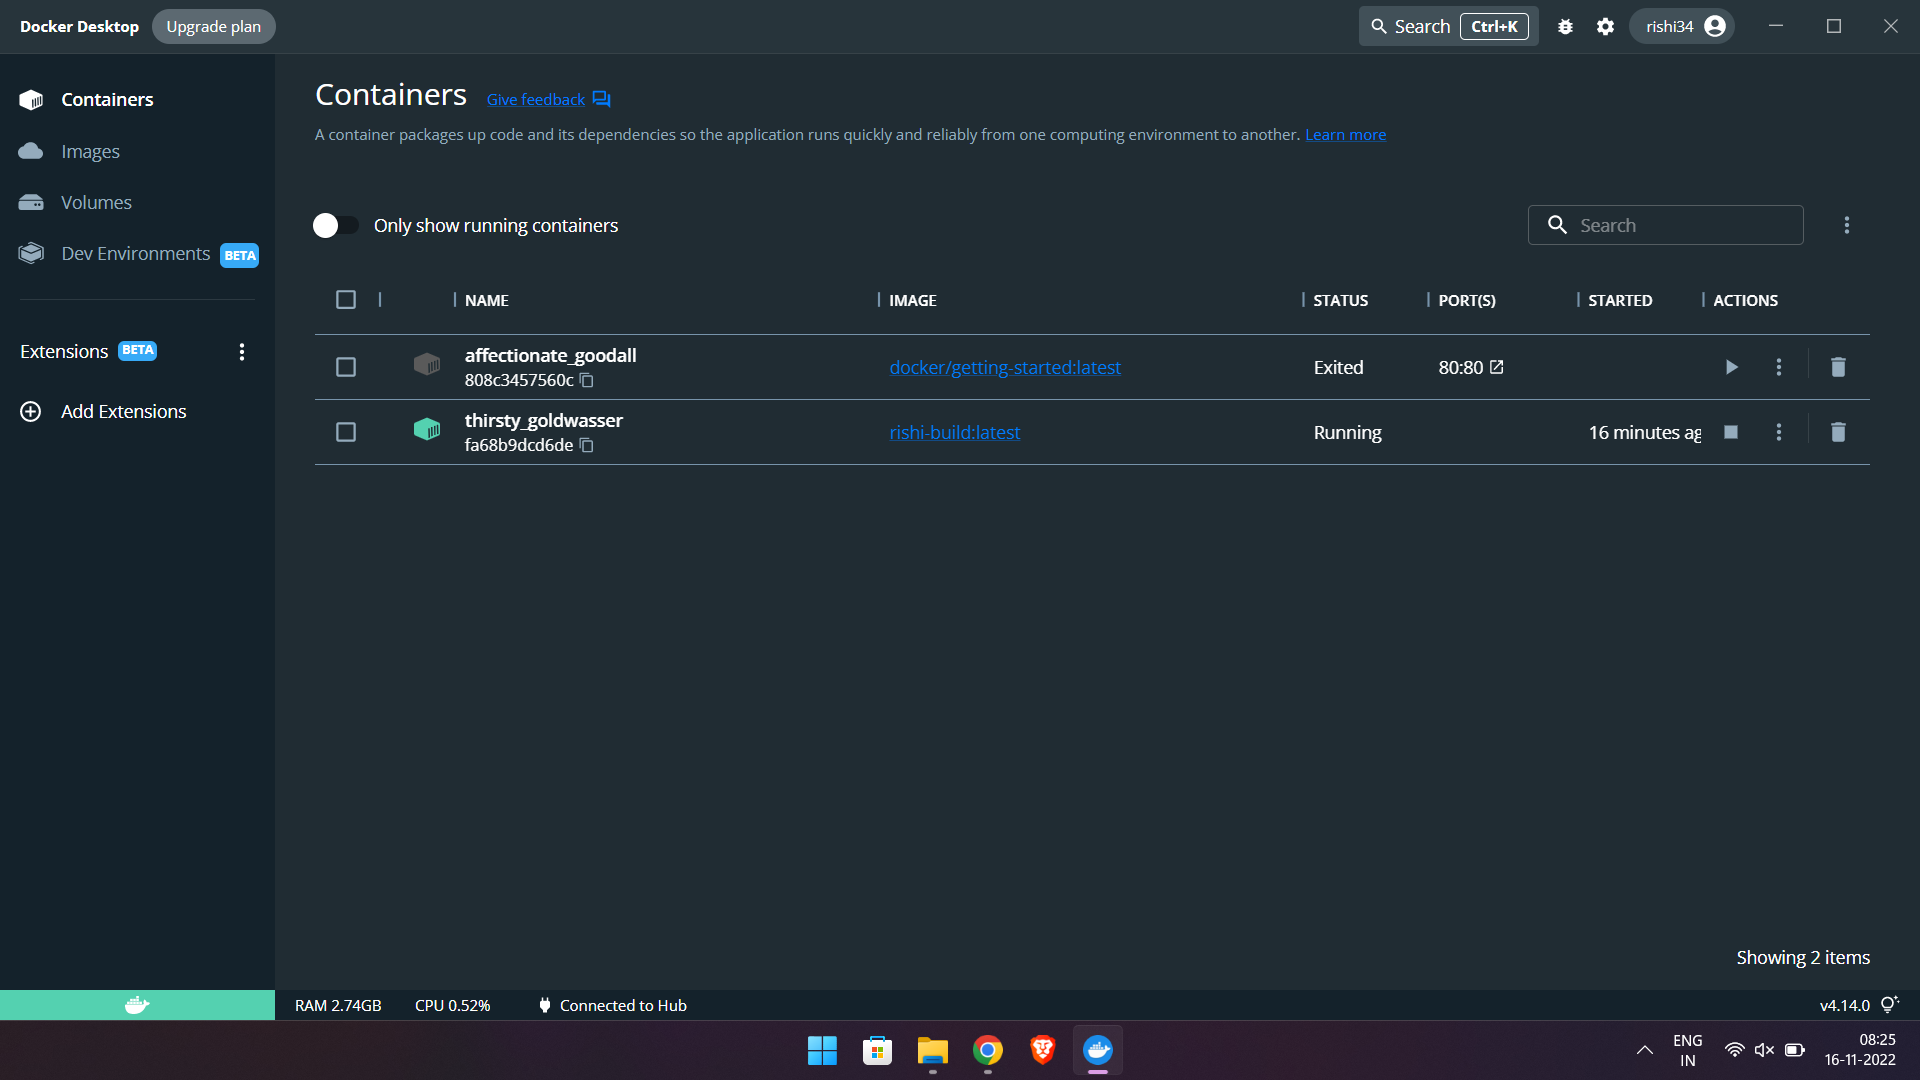 Docker Desktop Upgrade plan Search Ctrl+K rishi34
Containers
Images
Volumes
Dev Environments BETA
Extensions BETA
Add Extensions
Containers Give feedback
A container packages up code and its dependencies so the application runs quickly and reliably from one computing environment to another. Learn more
Only show running containers Search
NAME IMAGE STATUS PORT(S) STARTED ACTIONS
affectionate_goodall docker/getting-started:latest Exited 80:80
808c3457560c
thirsty_goldwasser rishi-build:latest Running 16 minutes ag
fa68b9dcd6de
Showing 2 items
RAM 2.74GB CPU 0.52% Connected to Hub v4.14.0
ENG 08:25
IN 16-11-2022